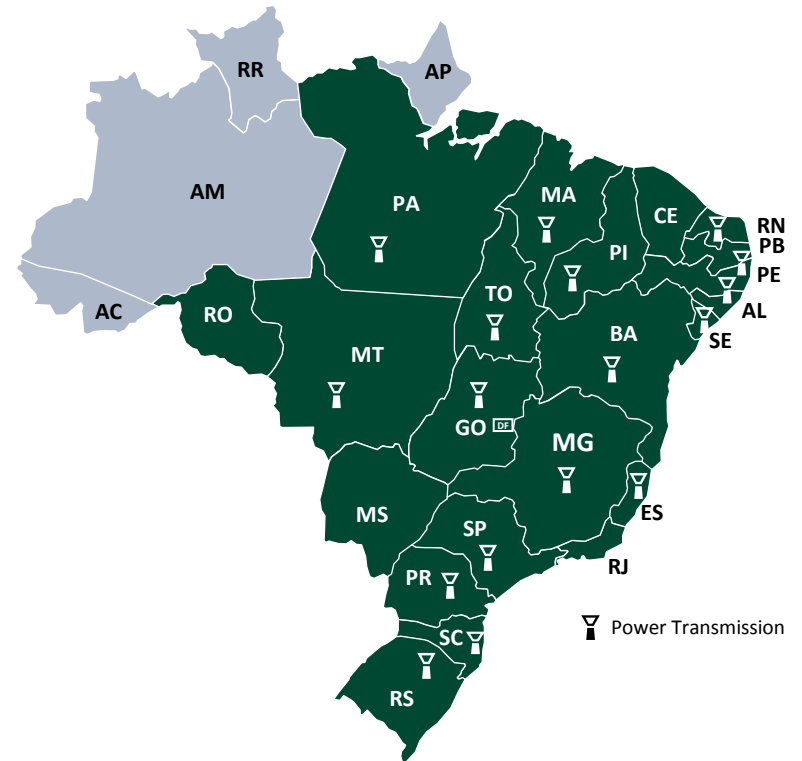 RR
AP
AM
PA
MA
CE
RN
PB
PI
PE
TO
AL
AC
RO
SE
BA
MT
GO
DF
MG
MS
ES
SP
RJ
PR
Power Transmission
SC
RS